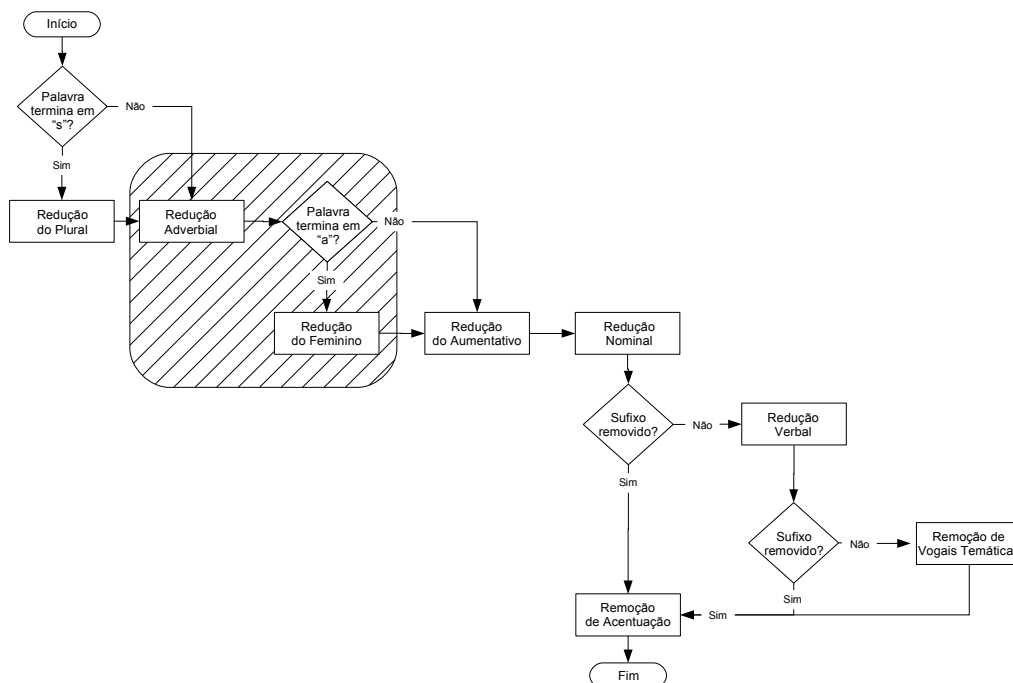 Início
Palavra
termina em
“s”?
Não
Sim
Redução
do Plural
Redução
Adverbial
Palavra
termina em
“a”?
Não
Sim
Redução
do Feminino
Redução
do Aumentativo
Redução
Nominal
Sufixo
removido?
Não
Redução
Verbal
Sim
Sufixo
removido?
Não
Remoção de
Vogais Temática
Sim
Remoção
de Acentuação
Sim
Fim